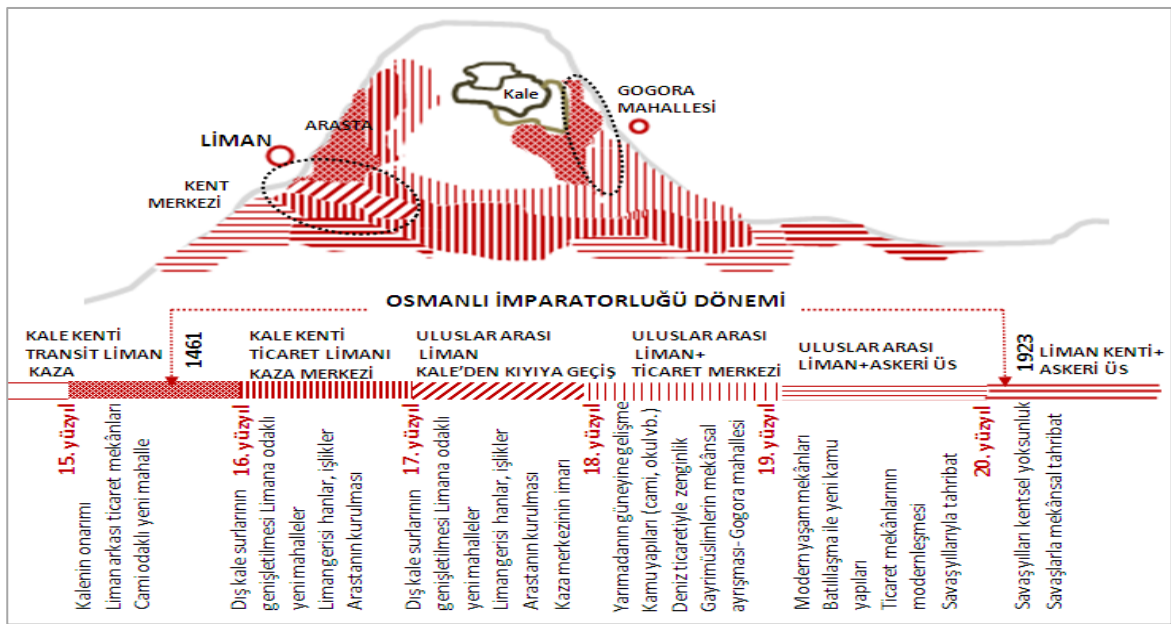 Kale
GOGORA
MAHALLESİ
ARASTA
LİMAN
KENT
MERKEZİ
OSMANLI İMPARATORLUĞU DÖNEMİ
KALE KENTİ
TRANSİT LİMAN
KAZA
1461
KALE KENTİ
TİCARET LİMANI
KAZA MERKEZİ
ULUSLAR ARASI
LİMAN
KALE’DEN KIYIYA GEÇİŞ
ULUSLAR ARASI
LİMAN+
TİCARET MERKEZİ
ULUSLAR ARASI
LİMAN+ASKERİ ÜS
1923
LİMAN KENTİ+
ASKERİ ÜS
15. yüzyıl
Kalenin onarımı
Liman arkası ticaret mekânları
Cami odaklı yeni mahalle
16. yüzyıl
Dış kale surlarının
genişletilmesi Limana odaklı
yeni mahalleler
Limangerisi hanlar, işlikler
Arastanın kurulması
17. yüzyıl
Dış kale surlarının
genişletilmesi Limana odaklı
yeni mahalleler
Limangerisi hanlar, işlikler
Arastanın kurulması
Kaza merkezinin imarı
18. yüzyıl
Yarımadanın güneyine gelişme
Kamu yapıları (cami, okul vb.)
Deniz ticaretiyle zenginlik
Gayrimüslimlerin mekânsal
ayrışması- Gogora mahallesi
19. yüzyıl
Modern yaşam mekânları
Batılılaşma ile yeni kamu
yapıları
Ticaret mekânlarının
modernleşmesi
Savaş yıllarıyla tahribat
20. yüzyıl
Savaş yılları kentsel yoksunluk
Savaşlarla mekânsal tahribat